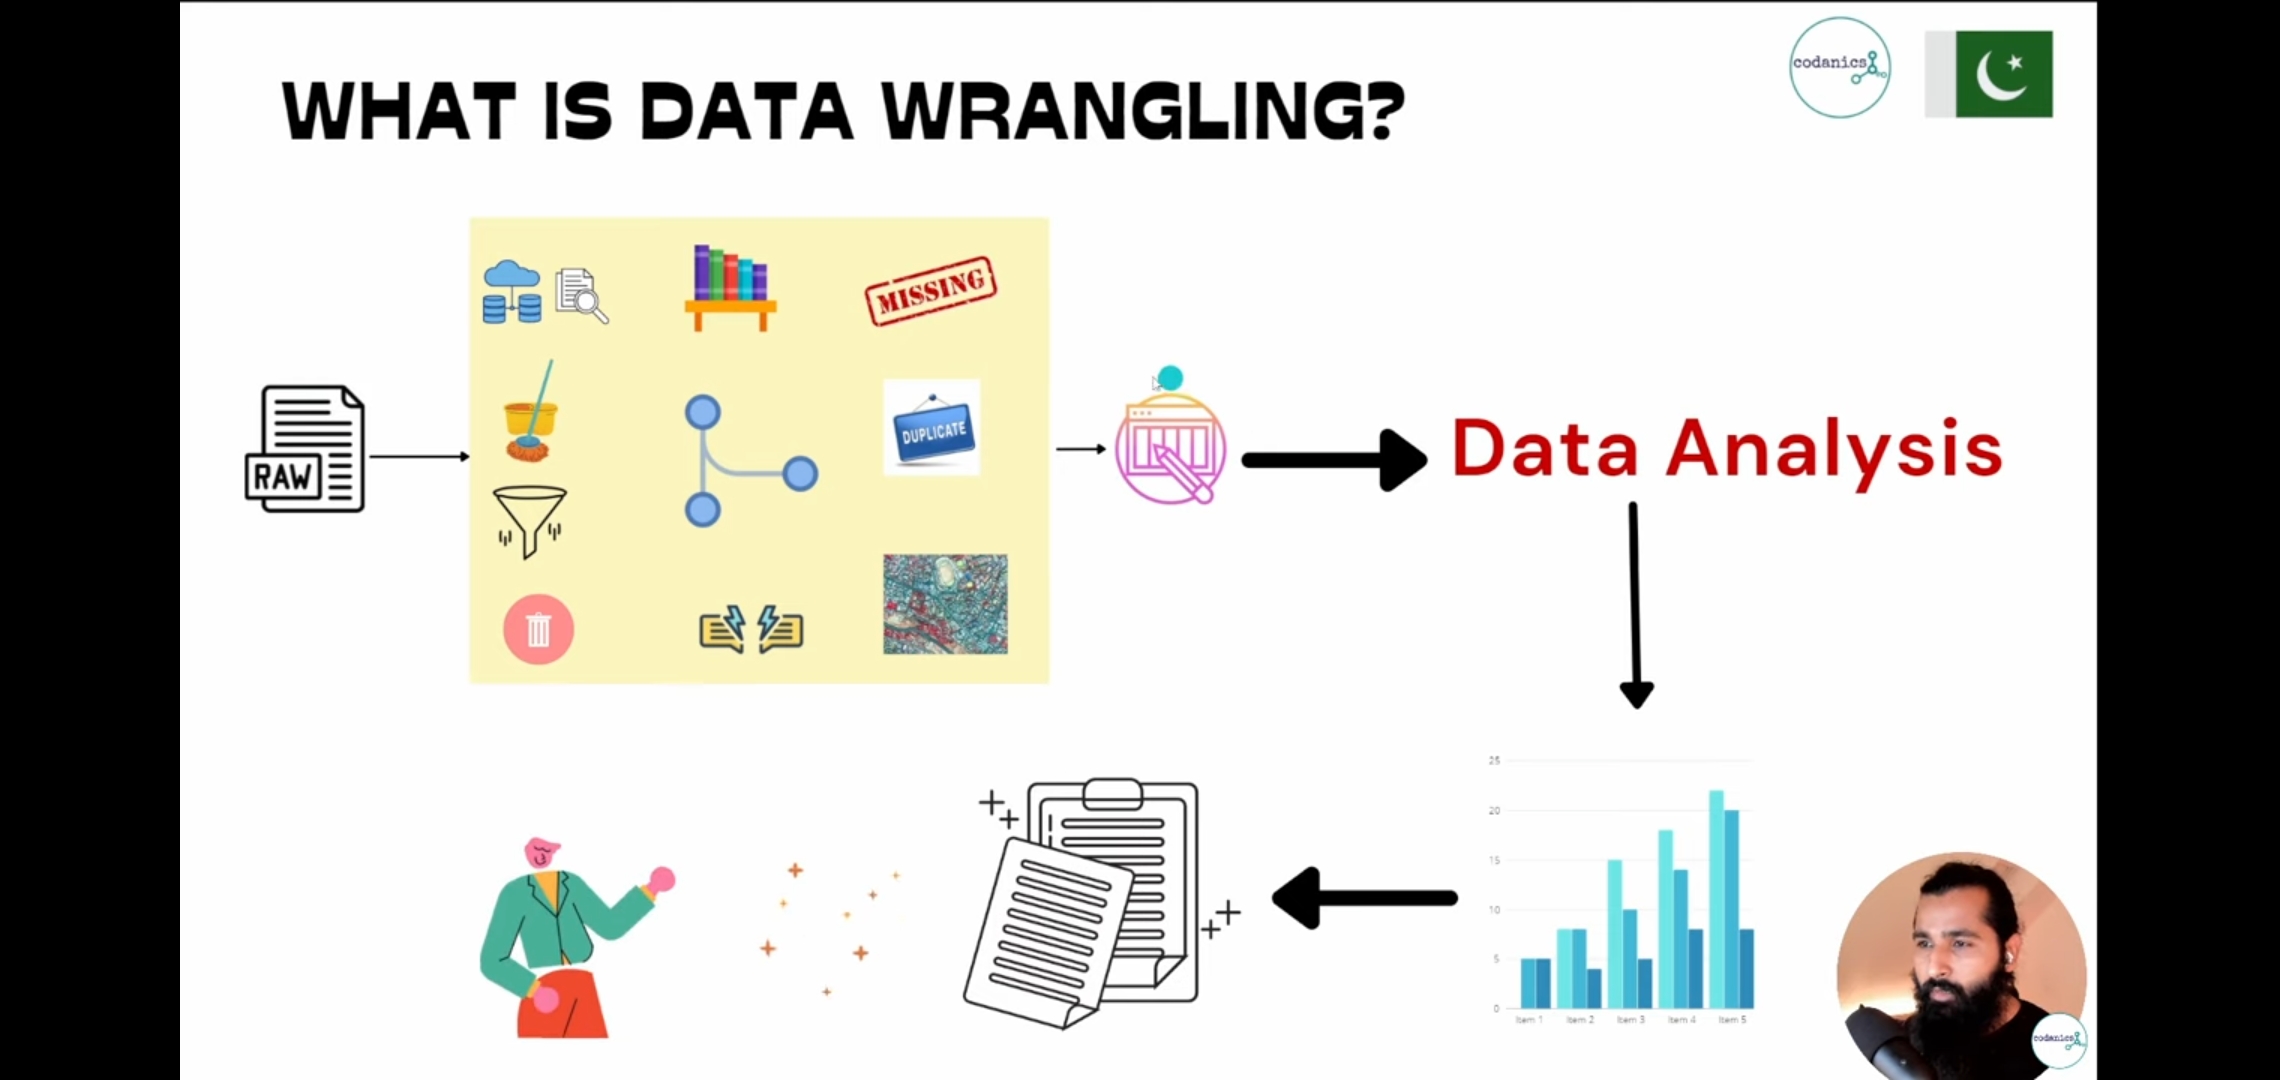 WHAT IS DATA WRANGLING?
codanics
MISSING
DUPLICATE
RAW
Data Analysis
25
20
15
10
5
0
Item 1 Item 2 Item 3 Item 4 Item 5
codanics